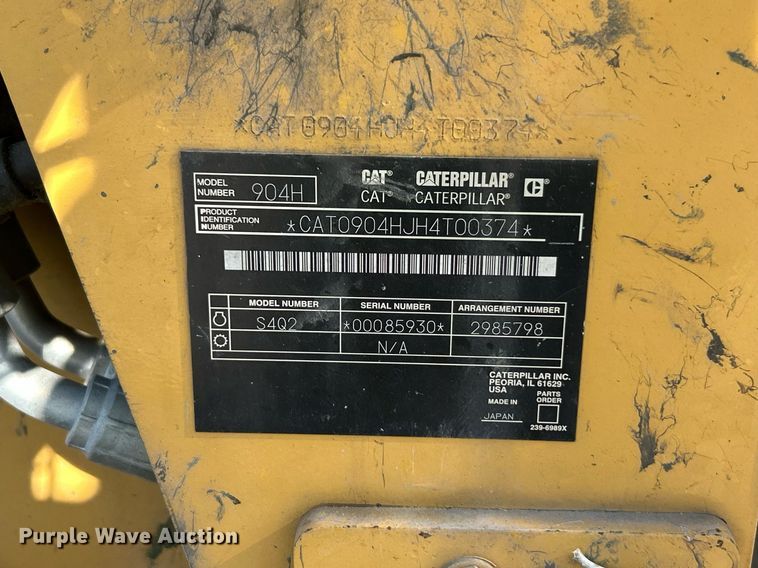 *CAT0904HJH4T00374*
MODEL NUMBER 904H
CAT® CATERPILLAR® C
CAT® CATERPILLAR®
PRODUCT IDENTIFICATION NUMBER *CAT0904HJH4T00374*
MODEL NUMBER SERIAL NUMBER ARRANGEMENT NUMBER
S4Q2 *00085930* 2985798
N/A
CATERPILLAR INC.
PEORIA, IL 61629
USA
PARTS ORDER
MADE IN
JAPAN
239-6989X
Purple Wave Auction®